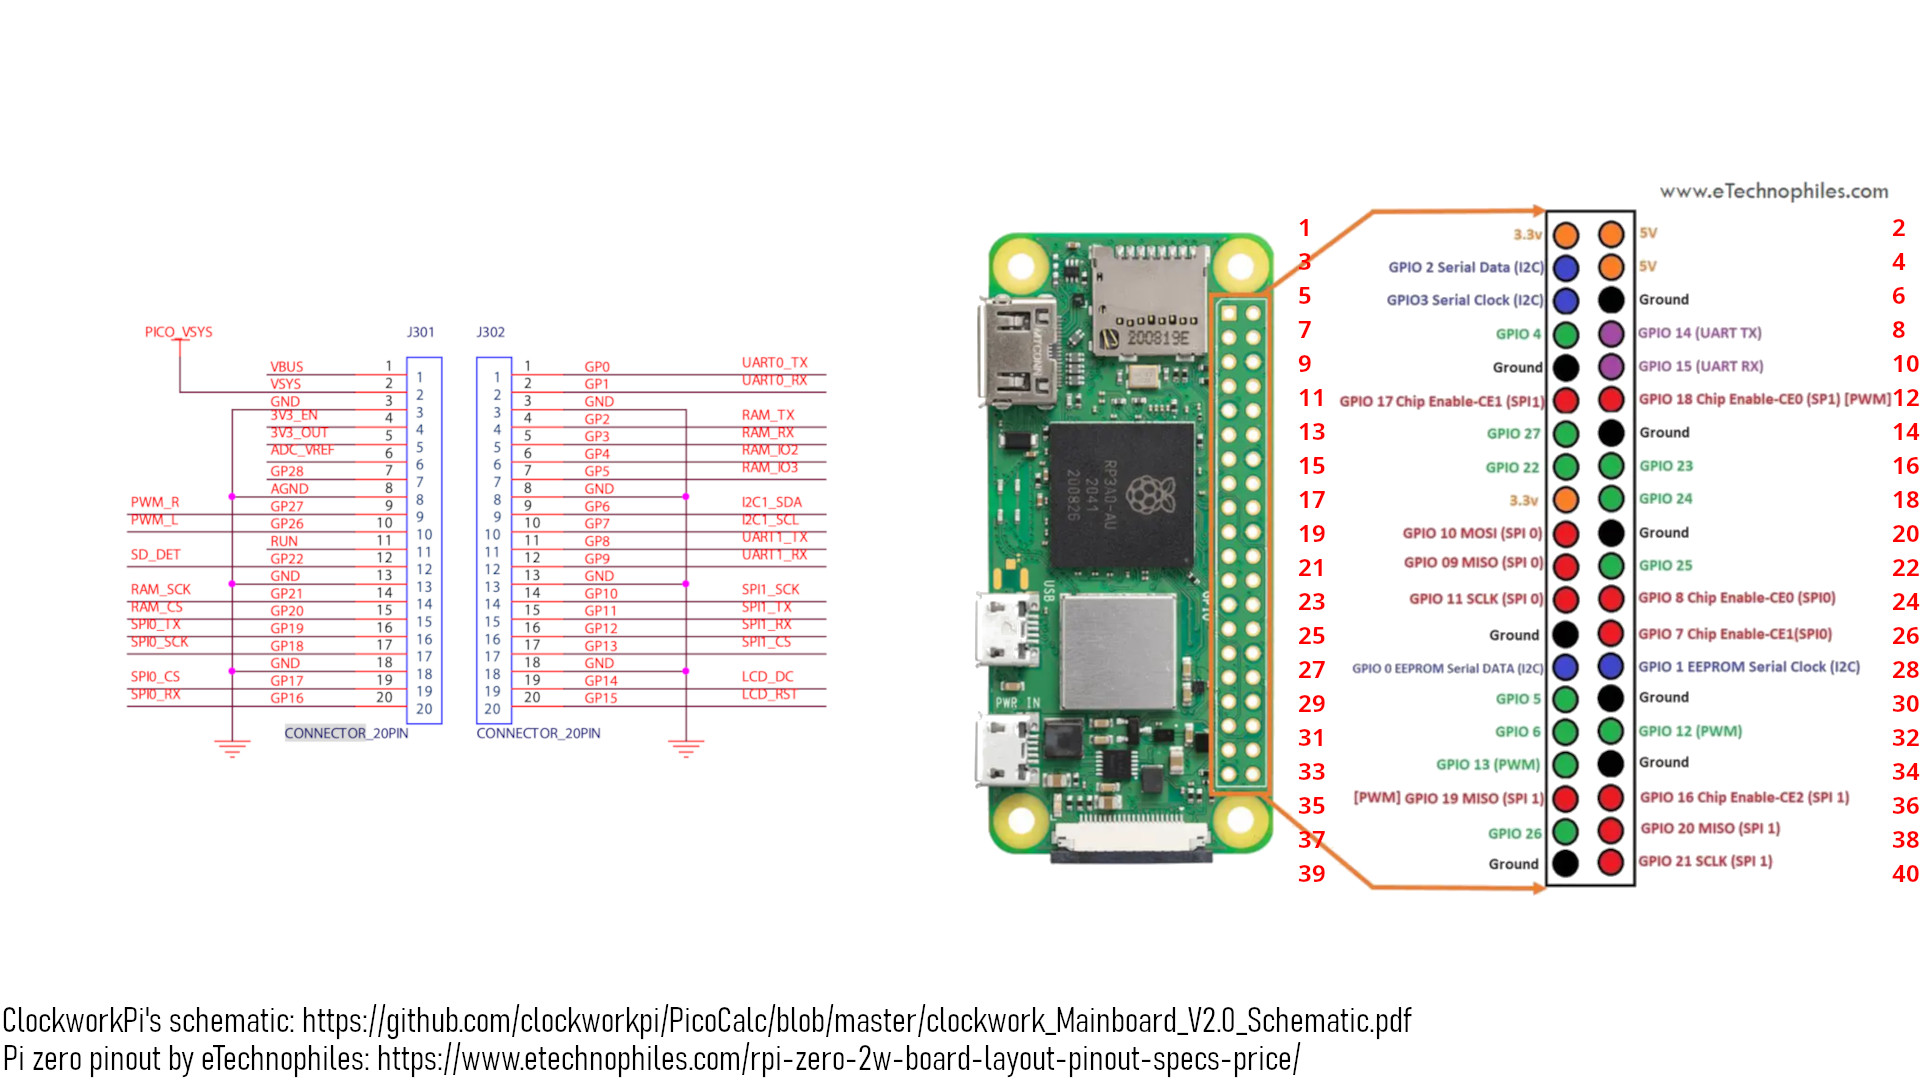 www.eTechnophiles.com
PICO_VSYS
J301
J302
VBUS 1 1
VSYS 2 2
GND 3 3
3V3_EN 4 4
3V3_OUT 5 5
ADC_VREF 6 6
GP28 7 7
AGND 8 8
PWM_R GP27 9 9
PWM_L GP26 10 10
RUN 11 11
SD_DET GP22 12 12
GND 13 13
RAM_SCK GP21 14 14
RAM_CS GP20 15 15
SPI0_TX GP19 16 16
SPI0_SCK GP18 17 17
GND 18 18
SPI0_CS GP17 19 19
SPI0_RX GP16 20 20
CONNECTOR_20PIN
1 1 GP0 UART0_TX
2 2 GP1 UART0_RX
3 3 GND
4 4 GP2 RAM_TX
5 5 GP3 RAM_RX
6 6 GP4 RAM_IO2
7 7 GP5 RAM_IO3
8 8 GND
9 9 GP6 I2C1_SDA
10 10 GP7 I2C1_SCL
11 11 GP8 UART1_TX
12 12 GP9 UART1_RX
13 13 GND
14 14 GP10 SPI1_SCK
15 15 GP11 SPI1_TX
16 16 GP12 SPI1_RX
17 17 GP13 SPI1_CS
18 18 GND
19 19 GP14 LCD_DC
20 20 GP15 LCD_RST
CONNECTOR_20PIN
200819E
RP3A0-AU
2041
200826
USB
GPIO
PWR IN
1 3.3v 5V 2
3 GPIO 2 Serial Data (I2C) 5V 4
5 GPIO3 Serial Clock (I2C) Ground 6
7 GPIO 4 GPIO 14 (UART TX) 8
9 Ground GPIO 15 (UART RX) 10
11 GPIO 17 Chip Enable-CE1 (SPI1) GPIO 18 Chip Enable-CE0 (SP1) [PWM] 12
13 GPIO 27 Ground 14
15 GPIO 22 GPIO 23 16
17 3.3v GPIO 24 18
19 GPIO 10 MOSI (SPI 0) Ground 20
21 GPIO 09 MISO (SPI 0) GPIO 25 22
23 GPIO 11 SCLK (SPI 0) GPIO 8 Chip Enable-CE0 (SPI0) 24
25 Ground GPIO 7 Chip Enable-CE1(SPI0) 26
27 GPIO 0 EEPROM Serial DATA (I2C) GPIO 1 EEPROM Serial Clock (I2C) 28
29 GPIO 5 Ground 30
31 GPIO 6 GPIO 12 (PWM) 32
33 GPIO 13 (PWM) Ground 34
35 [PWM] GPIO 19 MISO (SPI 1) GPIO 16 Chip Enable-CE2 (SPI 1) 36
37 GPIO 26 GPIO 20 MISO (SPI 1) 38
39 Ground GPIO 21 SCLK (SPI 1) 40
ClockworkPi's schematic: https://github.com/clockworkpi/PicoCalc/blob/master/clockwork_Mainboard_V2.0_Schematic.pdf
Pi zero pinout by eTechnophiles: https://www.etechnophiles.com/rpi-zero-2w-board-layout-pinout-specs-price/